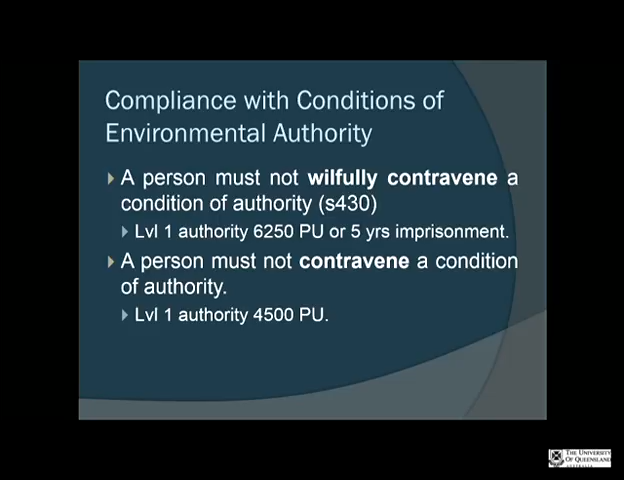 Compliance with Conditions of
Environmental Authority
A person must not wilfully contravene a
condition of authority (s430)
Lvl 1 authority 6250 PU or 5 yrs imprisonment.
A person must not contravene a condition
of authority.
Lvl 1 authority 4500 PU.
THE UNIVERSITY
OF QUEENSLAND
AUSTRALIA